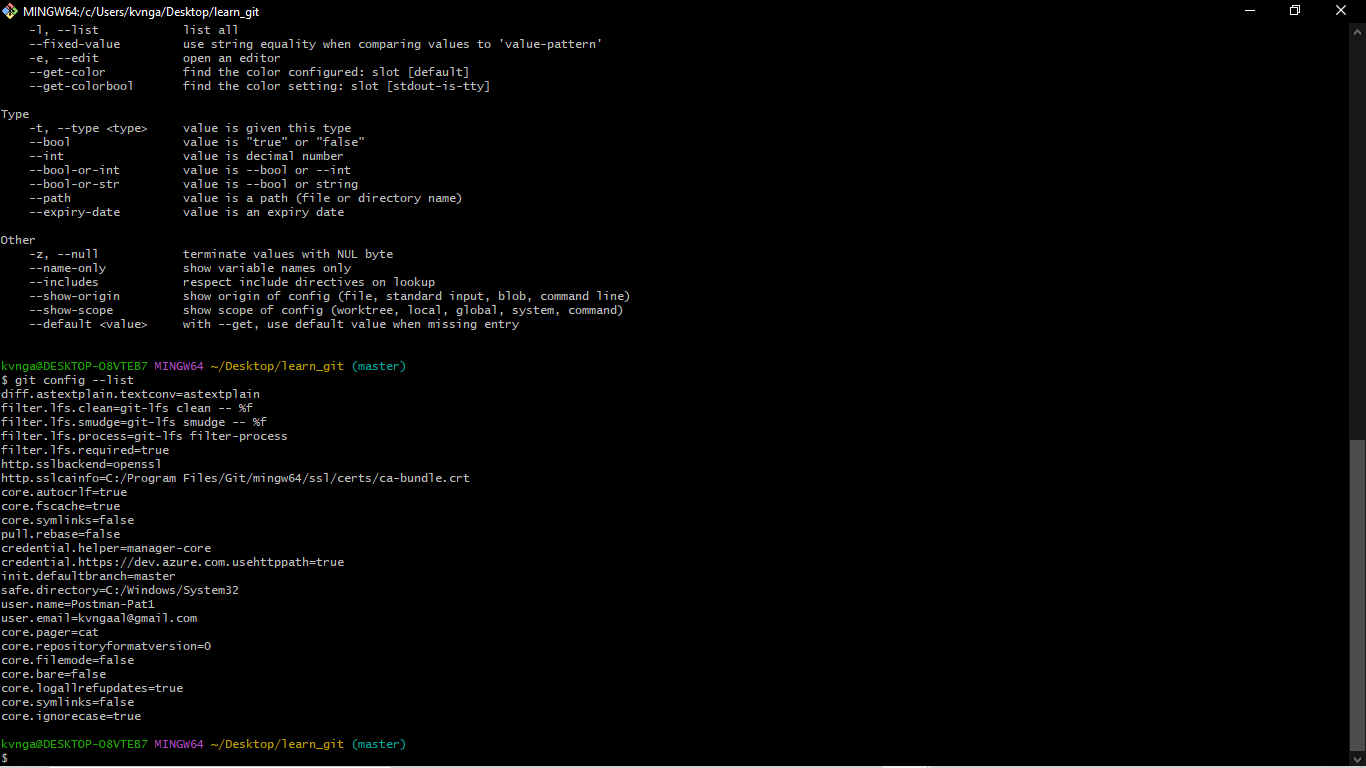 MINGW64:/c/Users/kvnga/Desktop/learn_git
    -l, --list            list all
    --fixed-value         use string equality when comparing values to 'value-pattern'
    -e, --edit            open an editor
    --get-color           find the color configured: slot [default]
    --get-colorbool       find the color setting: slot [stdout-is-tty]

Type
    -t, --type <type>     value is given this type
    --bool                value is "true" or "false"
    --int                 value is decimal number
    --bool-or-int         value is --bool or --int
    --bool-or-str         value is --bool or string
    --path                value is a path (file or directory name)
    --expiry-date         value is an expiry date

Other
    -z, --null            terminate values with NUL byte
    --name-only           show variable names only
    --includes            respect include directives on lookup
    --show-origin         show origin of config (file, standard input, blob, command line)
    --show-scope          show scope of config (worktree, local, global, system, command)
    --default <value>     with --get, use default value when missing entry

kvnga@DESKTOP-O8VTEB7 MINGW64 ~/Desktop/learn_git (master)
$ git config --list
diff.astextplain.textconv=astextplain
filter.lfs.clean=git-lfs clean -- %f
filter.lfs.smudge=git-lfs smudge -- %f
filter.lfs.process=git-lfs filter-process
filter.lfs.required=true
http.sslbackend=openssl
http.sslcainfo=C:/Program Files/Git/mingw64/ssl/certs/ca-bundle.crt
core.autocrlf=true
core.fscache=true
core.symlinks=false
pull.rebase=false
credential.helper=manager-core
credential.https://dev.azure.com.usehttppath=true
init.defaultbranch=master
safe.directory=C:/Windows/System32
user.name=Postman-Pat1
user.email=kvngaal@gmail.com
core.pager=cat
core.repositoryformatversion=0
core.filemode=false
core.bare=false
core.logallrefupdates=true
core.symlinks=false
core.ignorecase=true

kvnga@DESKTOP-O8VTEB7 MINGW64 ~/Desktop/learn_git (master)
$